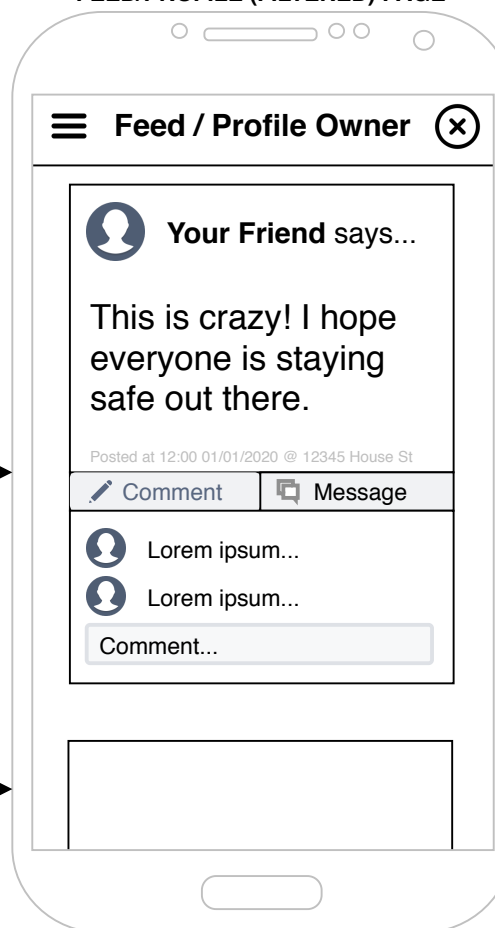 Feed / Profile Owner
Your Friend says...
This is crazy! I hope
everyone is staying
safe out there.
Posted at 12:00 01/01/2020 @ 12345 House St
Comment
Message
Lorem ipsum...
Lorem ipsum...
Comment...